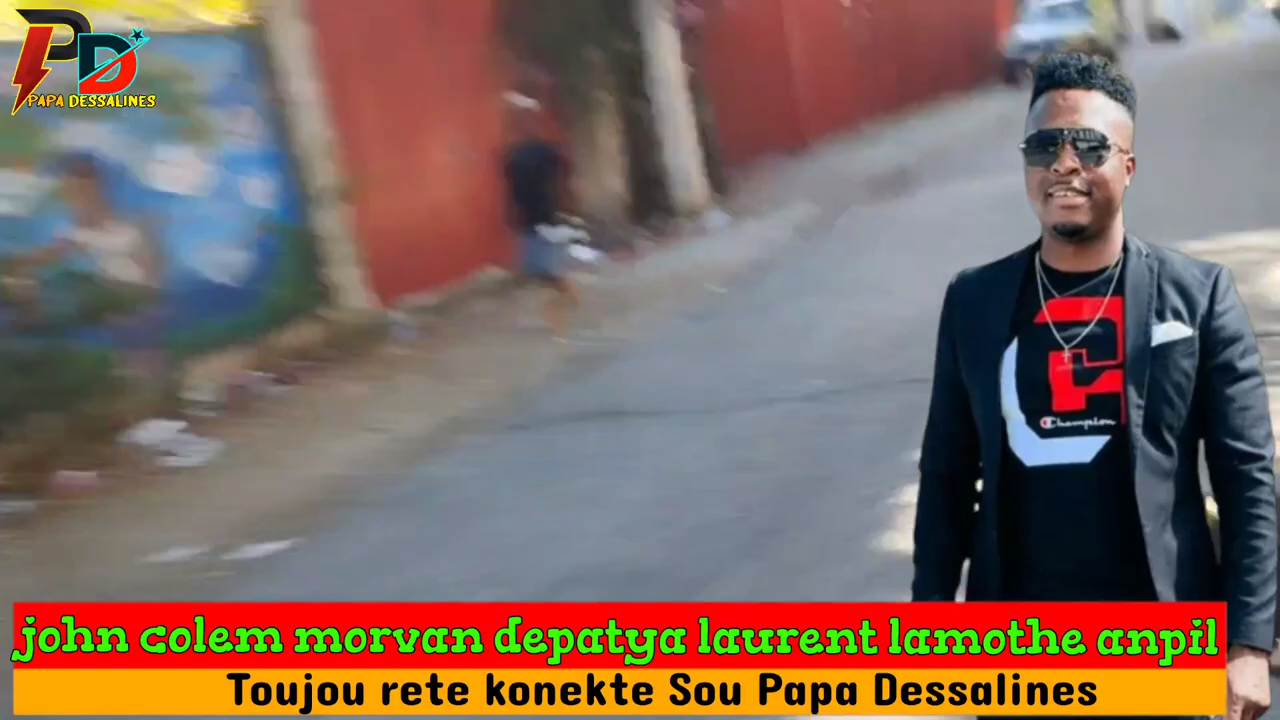 PD
PAPA DESSALINES
Champion
john colem morvan depatya laurent lamothe anpil
Toujou rete konekte Sou Papa Dessalines